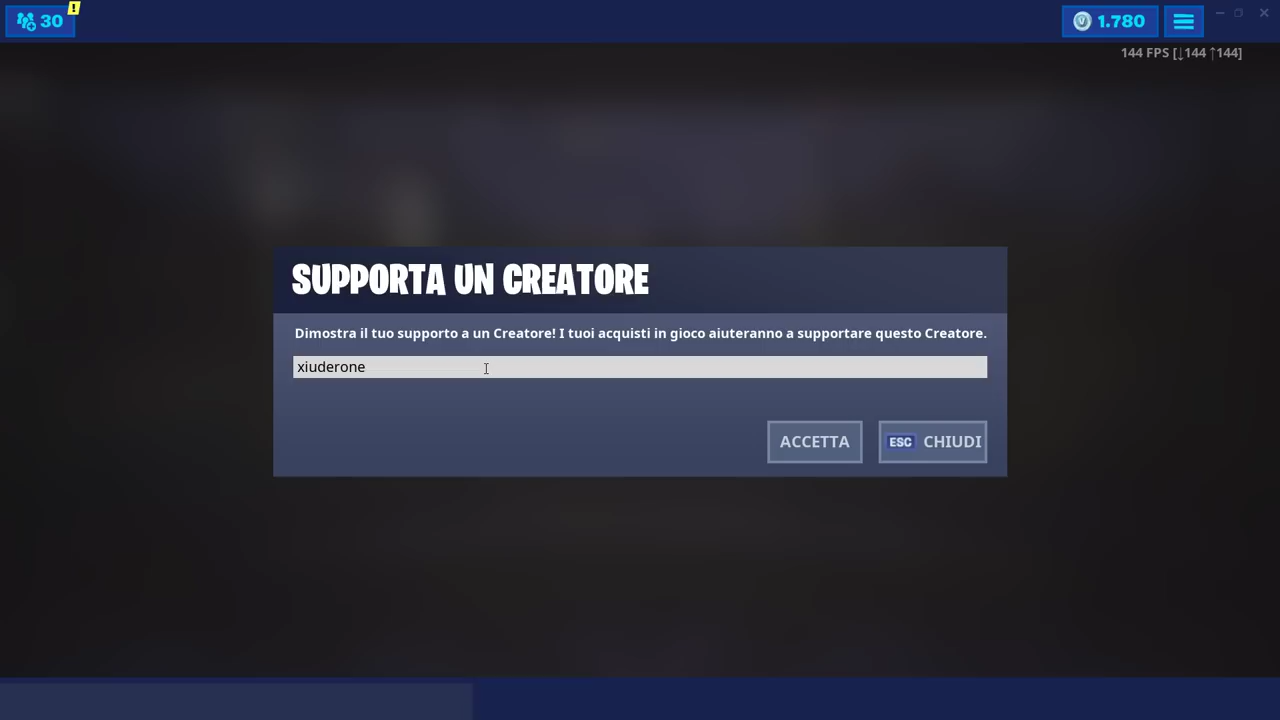 30
!
1.780
144 FPS [↓144 ↑144]
SUPPORTA UN CREATORE
Dimostra il tuo supporto a un Creatore! I tuoi acquisti in gioco aiuteranno a supportare questo Creatore.
xiuderone
ACCETTA
ESC CHIUDI